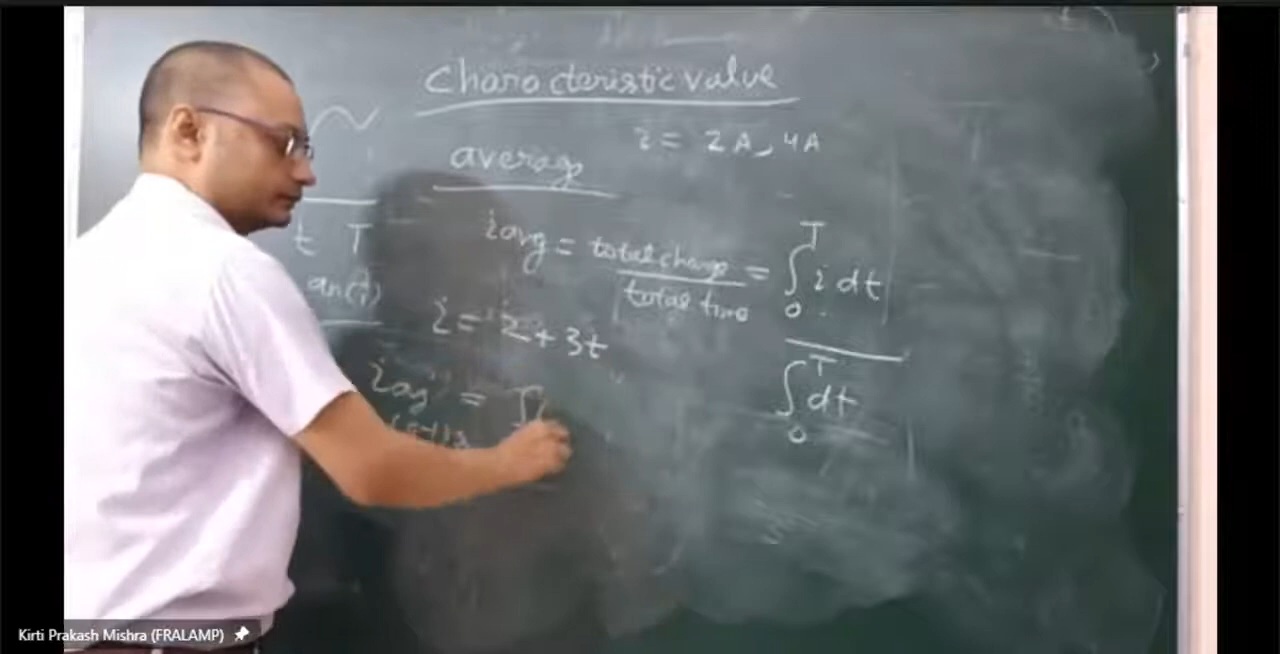 Characteristic value
i = 2A, 4A
average
t T
iavg = total charge / total time = ∫₀ᵀ i dt / ∫₀ᵀ dt
i = 2 + 3t
= ∫
Kirti Prakash Mishra (FRALAMP)